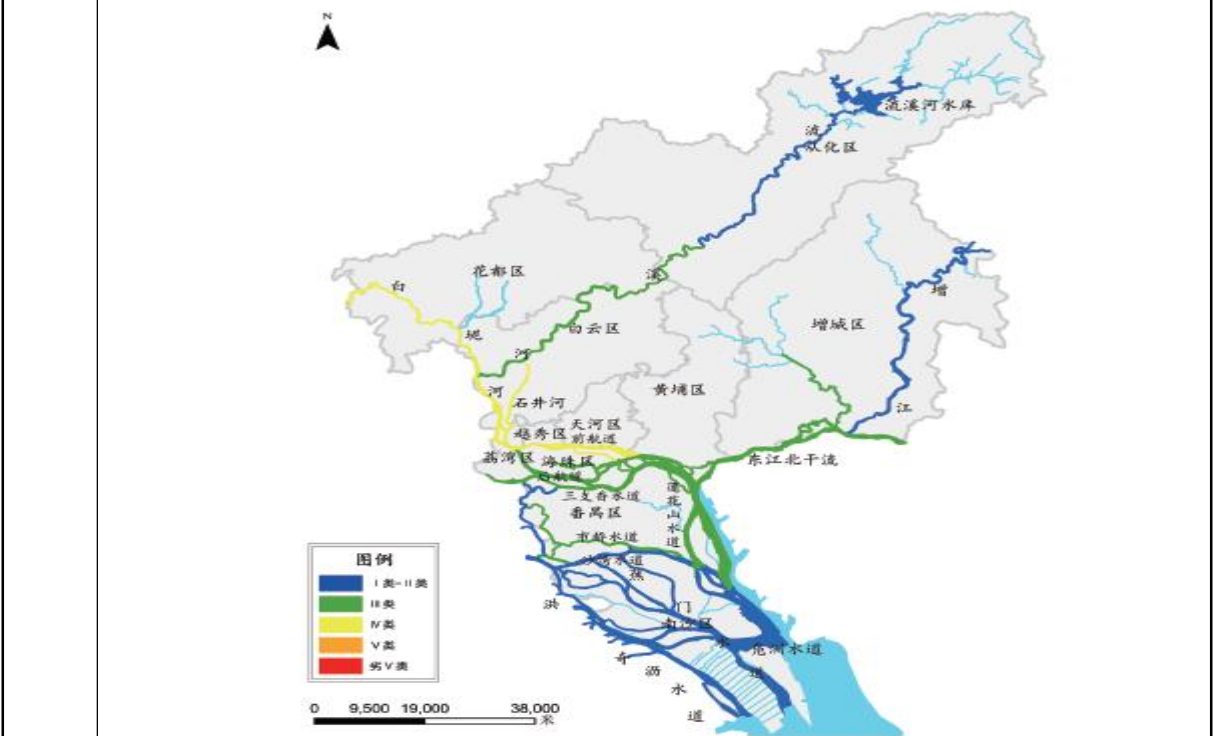 N
流溪河水库
流
从化区
花都区
溪
白
增
白云区
增城区
坭
河
黄埔区
河
石井河
江
天河区
越秀区
前航道
荔湾区
海珠区
东江北干流
后航道
三支香水道
莲花山水道
番禺区
市桥水道
沙湾水道
蕉
图例
I类-II类
III类
IV类
V类
劣V类
洪
门
南沙区
水
道
奇
沥
水
道
0 9,500 19,000 38,000
米